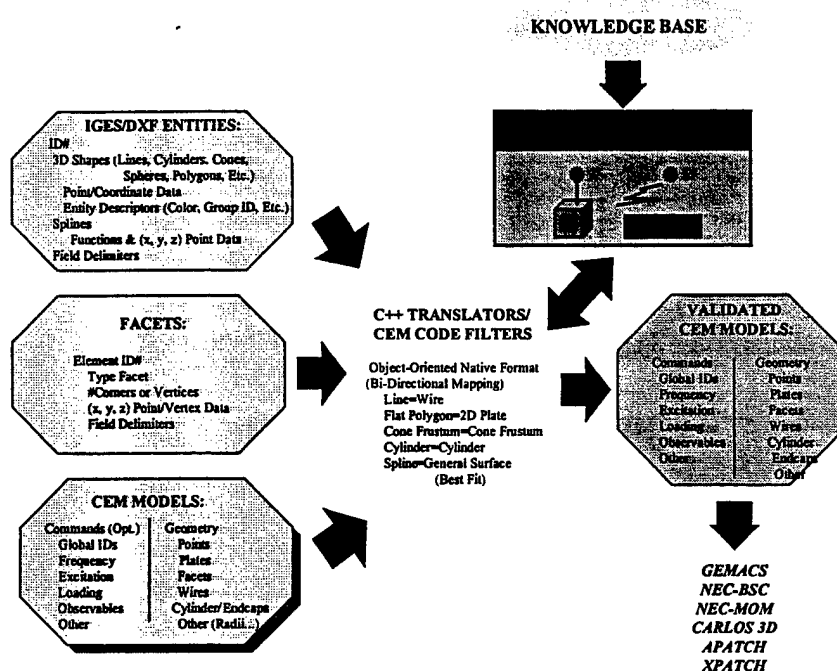 KNOWLEDGE BASE
IGES/DXF ENTITIES:
ID#
3D Shapes (Lines, Cylinders. Cones,
Spheres, Polygons, Etc.)
Point/Coordinate Data
Entity Descriptors (Color, Group ID, Etc.)
Splines
Functions & (x, y, z) Point Data
Field Delimiters
FACETS:
Element ID#
Type Facet
#Corners or Vertices
(x, y, z) Point/Vertex Data
Field Delimiters
CEM MODELS:
Commands (Opt.)
Global IDs
Frequency
Excitation
Loading
Observables
Other
Geometry
Points
Plates
Facets
Wires
Cylinder/Endcaps
Other (Radii...)
C++ TRANSLATORS/
CEM CODE FILTERS
Object-Oriented Native Format
(Bi-Directional Mapping)
Line=Wire
Flat Polygon=2D Plate
Cone Frustum=Cone Frustum
Cylinder=Cylinder
Spline=General Surface
(Best Fit)
VALIDATED
CEM MODELS:
Commands
Global IDs
Frequency
Excitation
Loading
Observables
Other
Geometry
Points
Plates
Facets
Wires
Cylinder
Endcaps
Other
GEMACS
NEC-BSC
NEC-MOM
CARLOS 3D
APATCH
XPATCH